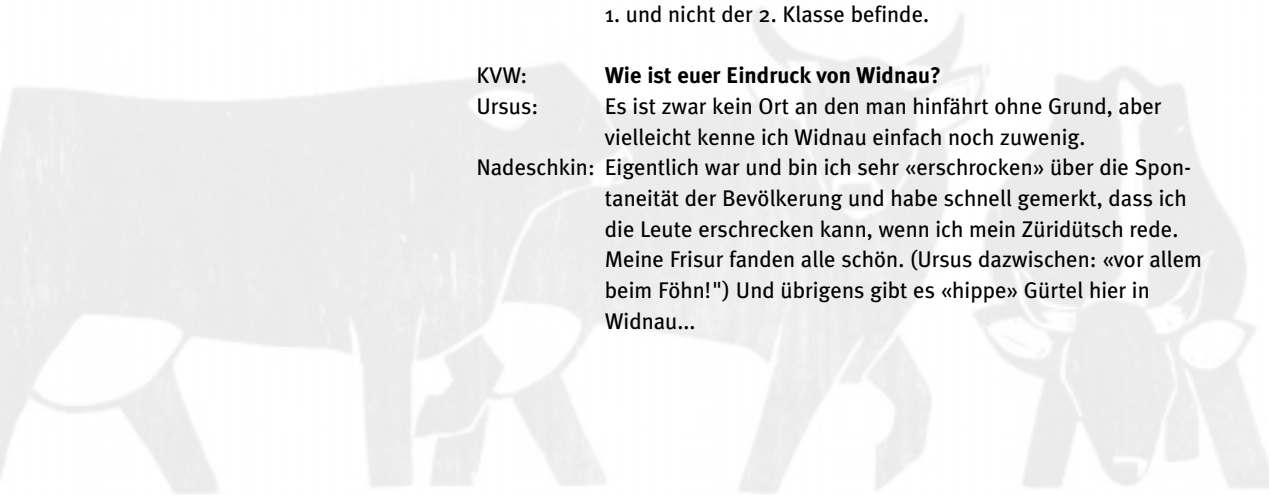 1. und nicht der 2. Klasse befinde.
KVW: Wie ist euer Eindruck von Widnau?
Ursus: Es ist zwar kein Ort an den man hinfährt ohne Grund, aber
vielleicht kenne ich Widnau einfach noch zuwenig.
Nadeschkin: Eigentlich war und bin ich sehr «erschrocken» über die Spon-
taneität der Bevölkerung und habe schnell gemerkt, dass ich
die Leute erschrecken kann, wenn ich mein Züridütsch rede.
Meine Frisur fanden alle schön. (Ursus dazwischen: «vor allem
beim Föhn!") Und übrigens gibt es «hippe» Gürtel hier in
Widnau...